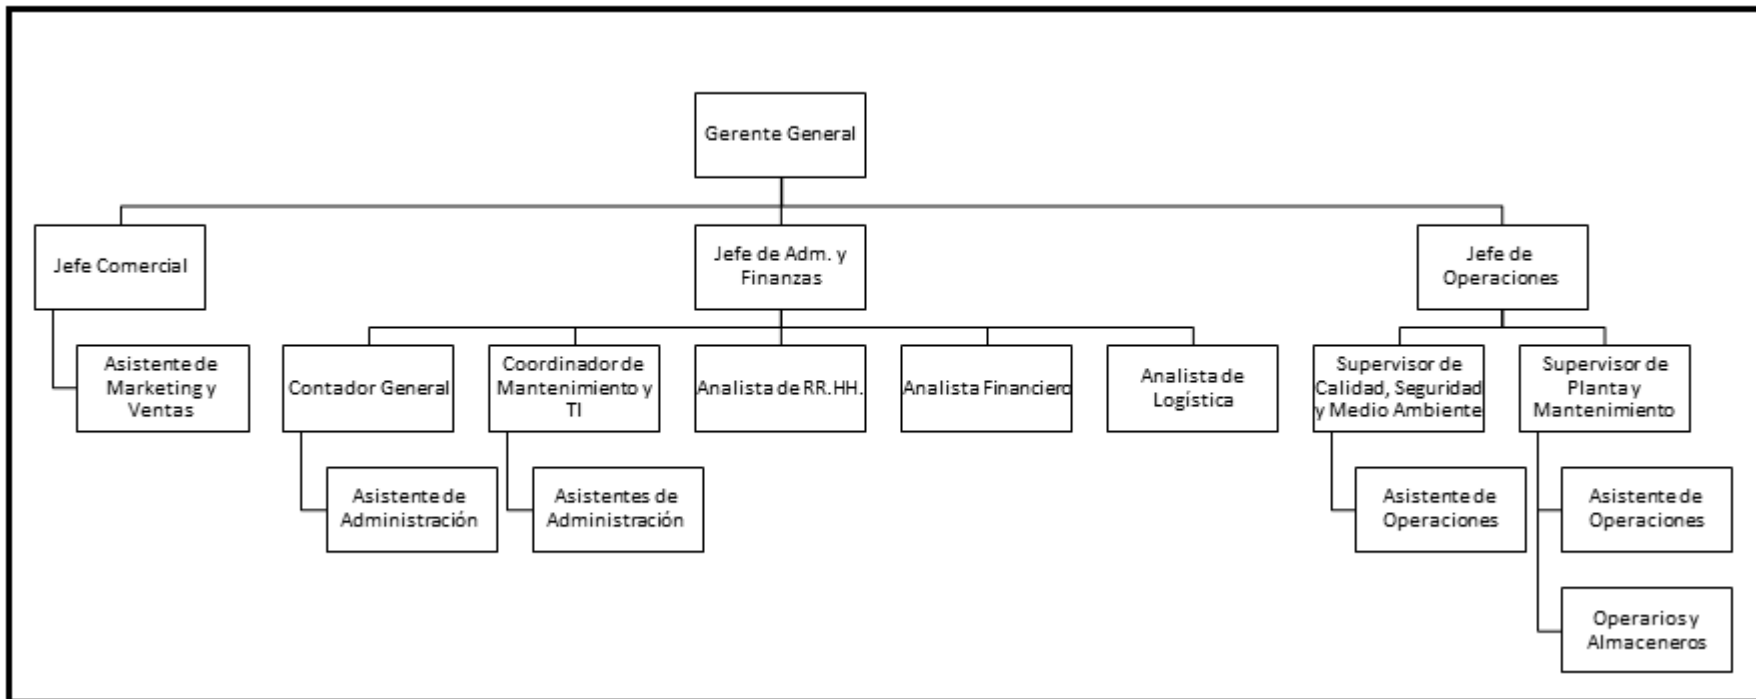 Gerente General
Jefe Comercial
Jefe de Adm. y
Finanzas
Jefe de
Operaciones
Asistente de
Marketing y
Ventas
Contador General
Coordinador de
Mantenimiento y
TI
Analista de RR.HH.
Analista Financiero
Analista de
Logística
Supervisor de
Calidad, Seguridad
y Medio Ambiente
Supervisor de
Planta y
Mantenimiento
Asistente de
Administración
Asistentes de
Administración
Asistente de
Operaciones
Asistente de
Operaciones
Operarios y
Almaceneros